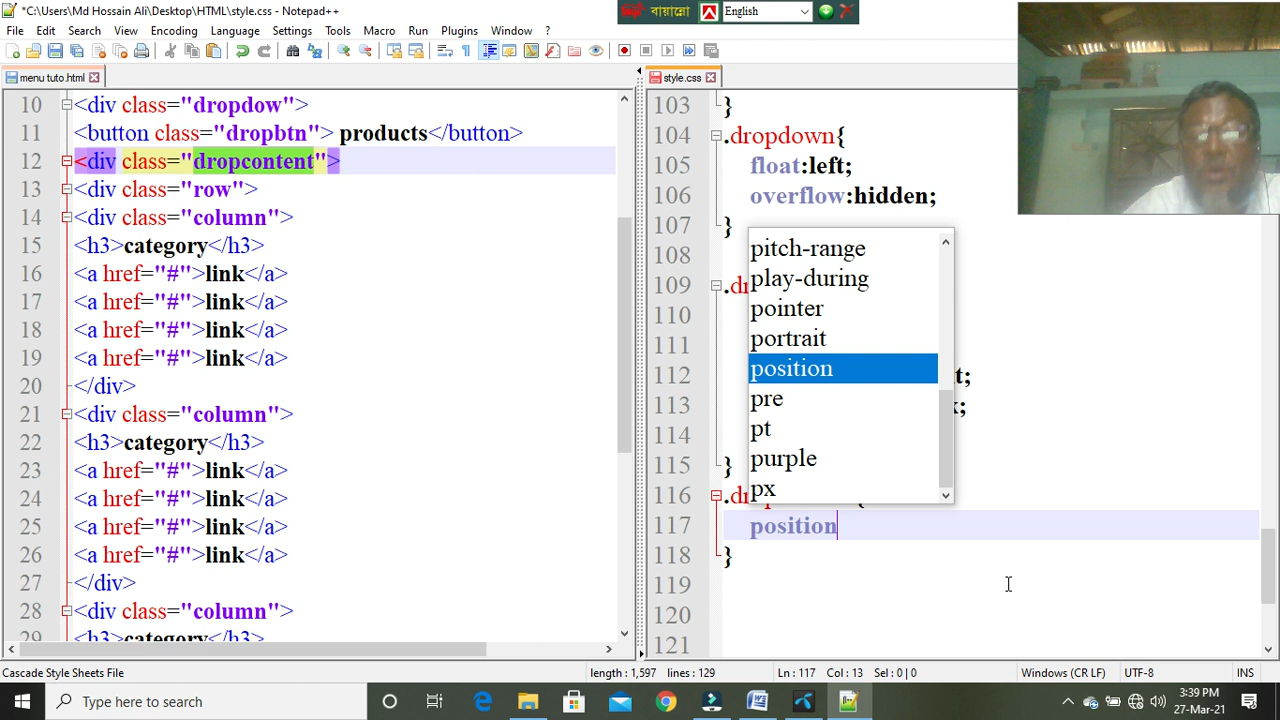 *C:\Users\Md Hossain Ali\Desktop\HTML\style.css - Notepad++
বায়ান্নো English
File Edit Search View Encoding Language Settings Tools Macro Run Plugins Window ?
menu tuto.html
style.css
10 <div class="dropdow">
11 <button class="dropbtn"> products</button>
12 <div class="dropcontent">
13 <div class="row">
14 <div class="column">
15 <h3>category</h3>
16 <a href="#">link</a>
17 <a href="#">link</a>
18 <a href="#">link</a>
19 <a href="#">link</a>
20 </div>
21 <div class="column">
22 <h3>category</h3>
23 <a href="#">link</a>
24 <a href="#">link</a>
25 <a href="#">link</a>
26 <a href="#">link</a>
27 </div>
28 <div class="column">
29 <h3>category</h3>
103 }
104 .dropdown{
105 float:left;
106 overflow:hidden;
107 }
108
109 .d
110
111
112 t;
113 ;
114
115 }
116 .d {
117 position
118 }
119
120
121
pitch-range
play-during
pointer
portrait
position
pre
pt
purple
px
Cascade Style Sheets File length : 1,597 lines : 129 Ln : 117 Col : 13 Sel : 0 | 0 Windows (CR LF) UTF-8 INS
Type here to search
3:39 PM
27-Mar-21